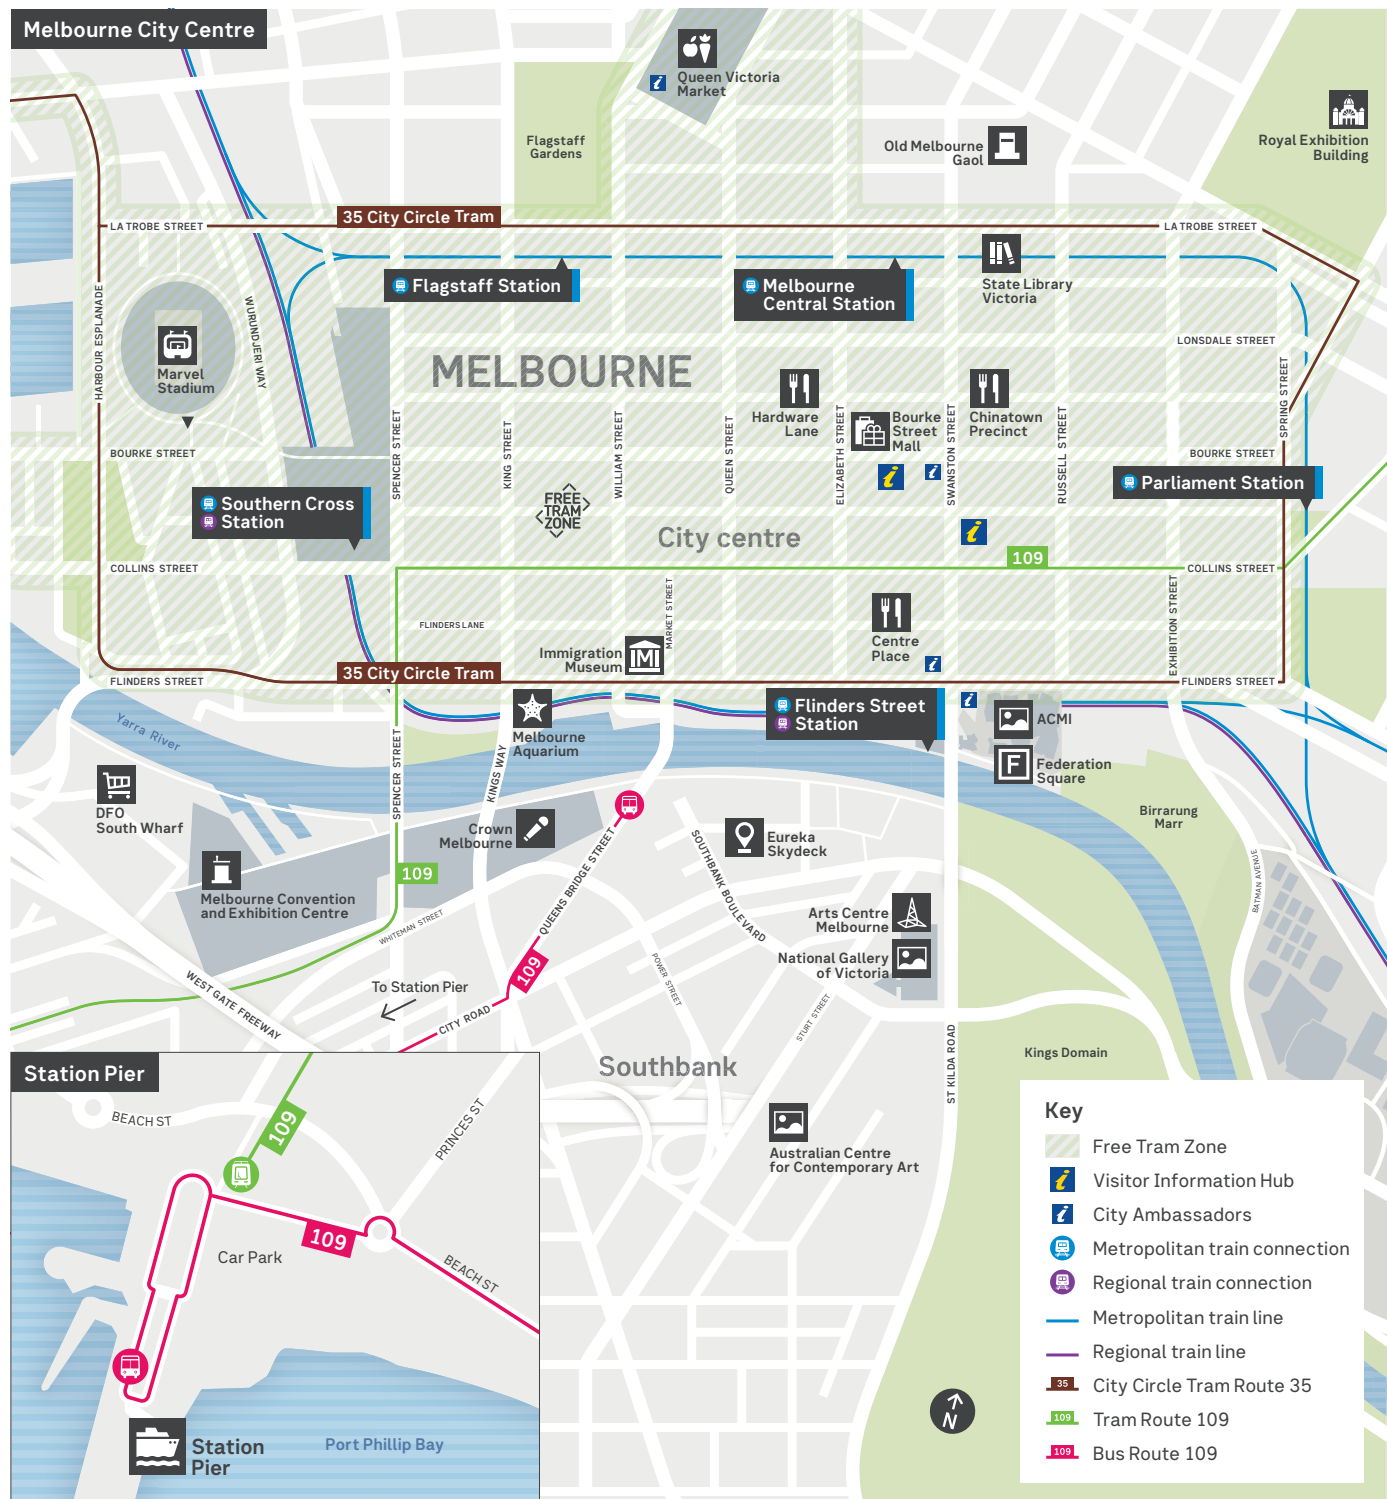 Melbourne City Centre
Queen Victoria
Market
Flagstaff
Gardens
Old Melbourne
Gaol
Royal Exhibition
Building
35 City Circle Tram
LA TROBE STREET
LA TROBE STREET
State Library
Victoria
Flagstaff Station
Melbourne
Central Station
HARBOUR ESPLANADE
WURUNDJERI WAY
LONSDALE STREET
Marvel
Stadium
MELBOURNE
SPRING STREET
Hardware
Lane
Bourke
Street
Mall
Chinatown
Precinct
SPENCER STREET
KING STREET
WILLIAM STREET
QUEEN STREET
ELIZABETH STREET
SWANSTON STREET
RUSSELL STREET
BOURKE STREET
BOURKE STREET
Parliament Station
Southern Cross
Station
FREE
TRAM
ZONE
City centre
109
COLLINS STREET
COLLINS STREET
MARKET STREET
EXHIBITION STREET
FLINDERS LANE
Immigration
Museum
Centre
Place
35 City Circle Tram
FLINDERS STREET
FLINDERS STREET
Flinders Street
Station
ACMI
Yarra River
Melbourne
Aquarium
Federation
Square
SPENCER STREET
KINGS WAY
DFO
South Wharf
Birrarung
Marr
Crown
Melbourne
QUEENS BRIDGE STREET
SOUTHBANK BOULEVARD
Eureka
Skydeck
BATMAN AVENUE
109
Melbourne Convention
and Exhibition Centre
WHITEMAN STREET
Arts Centre
Melbourne
National Gallery
of Victoria
POWER STREET
STURT STREET
109
WEST GATE FREEWAY
To Station Pier
CITY ROAD
ST KILDA ROAD
Kings Domain
Southbank
Australian Centre
for Contemporary Art
Station Pier
BEACH ST
109
PRINCES ST
109
Car Park
BEACH ST
Station
Pier
Port Phillip Bay
N
Key
Free Tram Zone
Visitor Information Hub
City Ambassadors
Metropolitan train connection
Regional train connection
Metropolitan train line
Regional train line
35 City Circle Tram Route 35
109 Tram Route 109
109 Bus Route 109